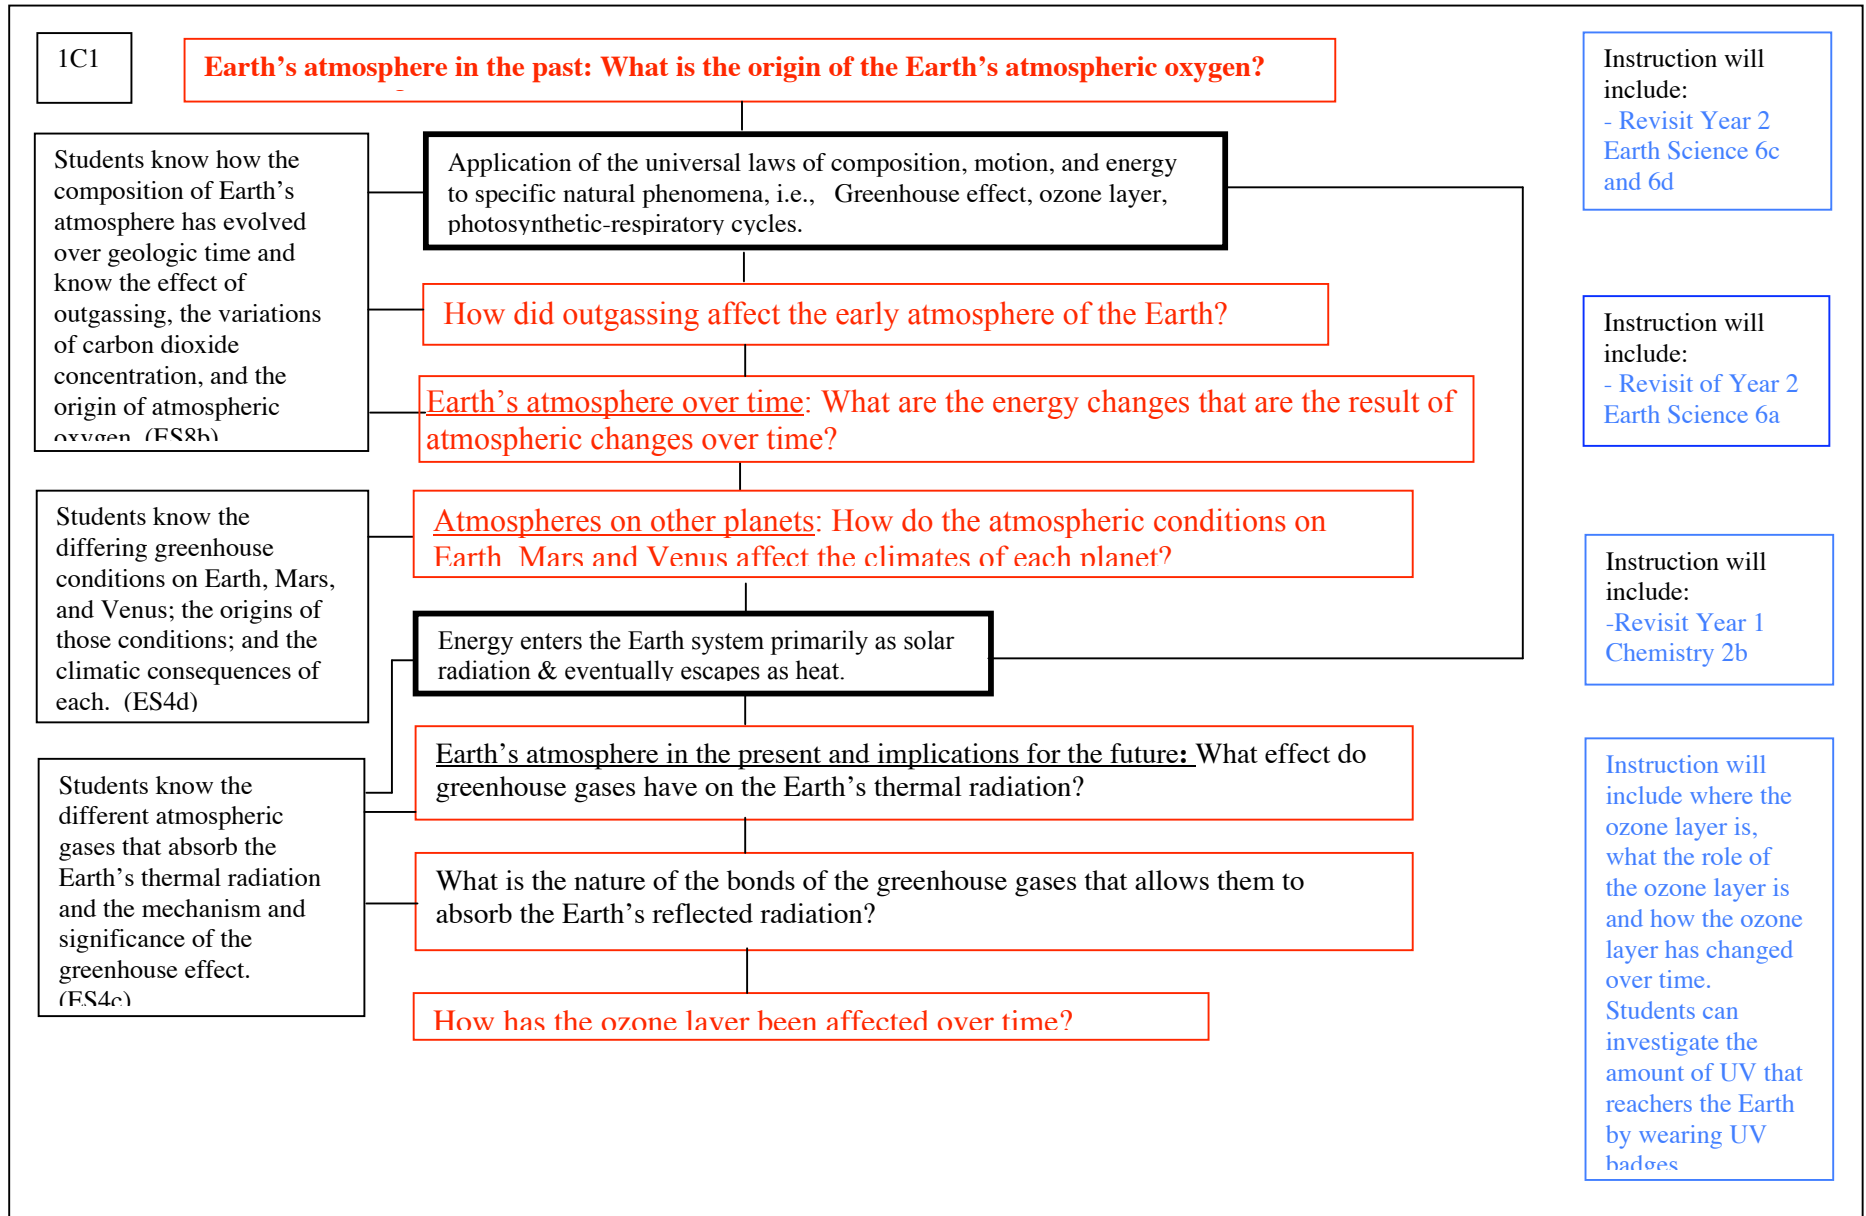 1C1
Earth’s atmosphere in the past: What is the origin of the Earth’s atmospheric oxygen?
Students know how the
composition of Earth’s
atmosphere has evolved
over geologic time and
know the effect of
outgassing, the variations
of carbon dioxide
concentration, and the
origin of atmospheric
oxygen. (ES8b)
Application of the universal laws of composition, motion, and energy
to specific natural phenomena, i.e., Greenhouse effect, ozone layer,
photosynthetic-respiratory cycles.
How did outgassing affect the early atmosphere of the Earth?
Earth’s atmosphere over time: What are the energy changes that are the result of
atmospheric changes over time?
Students know the
differing greenhouse
conditions on Earth, Mars,
and Venus; the origins of
those conditions; and the
climatic consequences of
each. (ES4d)
Atmospheres on other planets: How do the atmospheric conditions on
Earth Mars and Venus affect the climates of each planet?
Energy enters the Earth system primarily as solar
radiation & eventually escapes as heat.
Students know the
different atmospheric
gases that absorb the
Earth’s thermal radiation
and the mechanism and
significance of the
greenhouse effect.
(ES4c)
Earth’s atmosphere in the present and implications for the future: What effect do
greenhouse gases have on the Earth’s thermal radiation?
What is the nature of the bonds of the greenhouse gases that allows them to
absorb the Earth’s reflected radiation?
How has the ozone layer been affected over time?
Instruction will
include:
- Revisit Year 2
Earth Science 6c
and 6d
Instruction will
include:
- Revisit of Year 2
Earth Science 6a
Instruction will
include:
-Revisit Year 1
Chemistry 2b
Instruction will
include where the
ozone layer is,
what the role of
the ozone layer is
and how the ozone
layer has changed
over time.
Students can
investigate the
amount of UV that
reachers the Earth
by wearing UV
badges